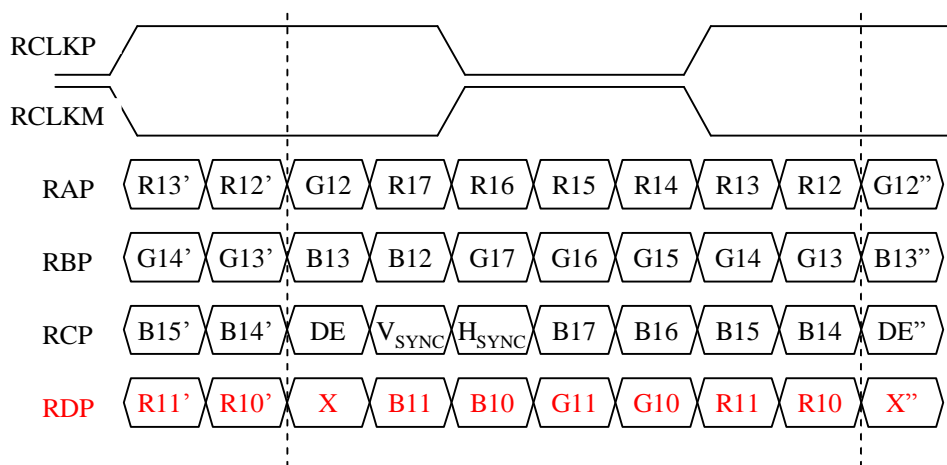 RCLKP
RCLKM
RAP R13’ R12’ G12 R17 R16 R15 R14 R13 R12 G12”
RBP G14’ G13’ B13 B12 G17 G16 G15 G14 G13 B13”
RCP B15’ B14’ DE VSYNC HSYNC B17 B16 B15 B14 DE”
RDP R11’ R10’ X B11 B10 G11 G10 R11 R10 X”